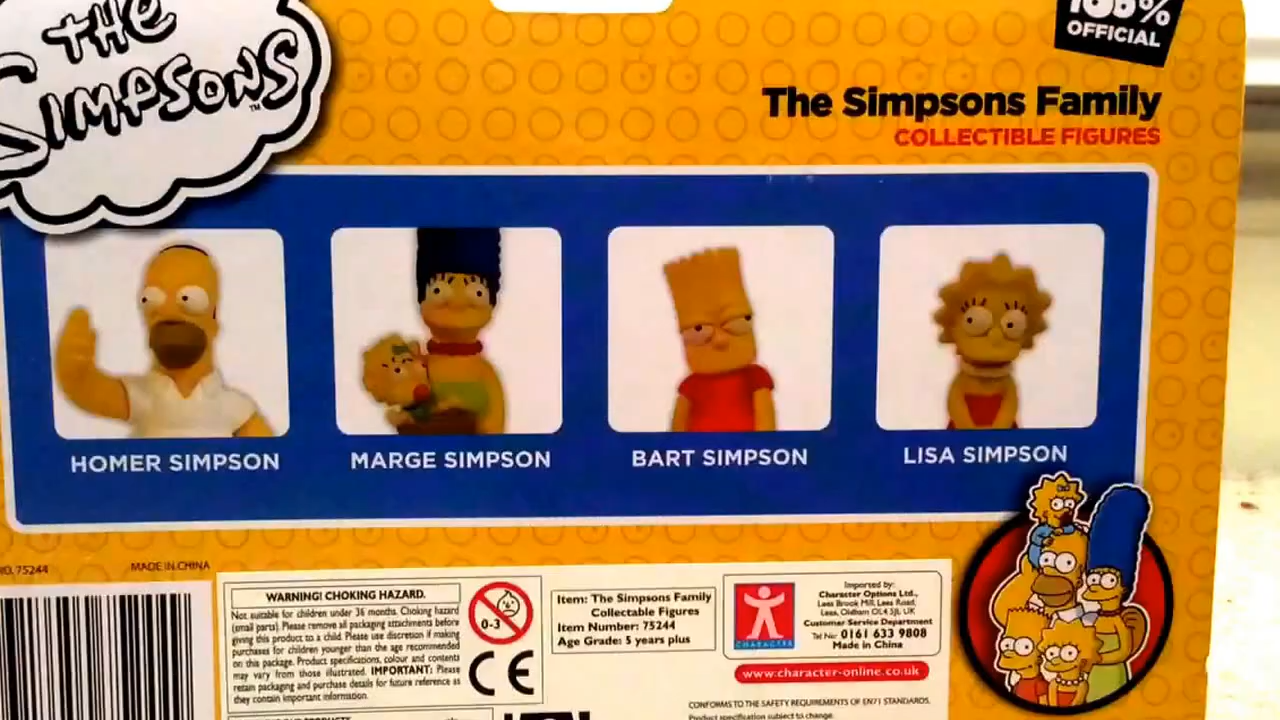 THE
SIMPSONS™
100%
OFFICIAL
The Simpsons Family
COLLECTIBLE FIGURES
HOMER SIMPSON
MARGE SIMPSON
BART SIMPSON
LISA SIMPSON
NO. 75244
MADE IN CHINA
WARNING! CHOKING HAZARD.
Not suitable for children under 36 months. Choking hazard
(small parts). Please remove all packaging attachments before
giving this product to a child. Please use discretion if making
purchases for children younger than the age recommended
on this package. Product specifications, colour and contents
may vary from those illustrated. IMPORTANT: Please
retain packaging and purchase details for future reference as
they contain important information.
0-3
CE
Item: The Simpsons Family
Collectable Figures
Item Number: 75244
Age Grade: 5 years plus
CHARACTER
Imported by:
Character Options Ltd.,
Lees Brook Mill, Lees Road,
Lees, Oldham OL4 5JL UK
Customer Service Department
Tel No: 0161 633 9808
Made in China
www.character-online.co.uk
CONFORMS TO THE SAFETY REQUIREMENTS OF EN71 STANDARDS.
Product specification subject to change.